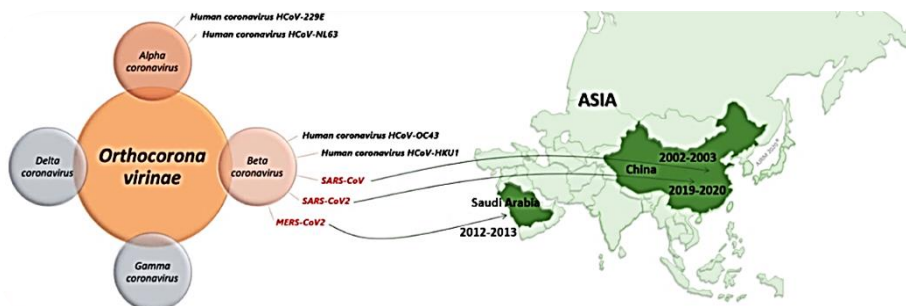 Human coronavirus HCoV-229E
Human coronavirus HCoV-NL63
Alpha
coronavirus
Delta
coronavirus
Orthocorona
virinae
Beta
coronavirus
Human coronavirus HCoV-OC43
Human coronavirus HCoV-HKU1
SARS-CoV
SARS-CoV2
MERS-CoV2
Gamma
coronavirus
ASIA
2002-2003
China
2019-2020
Saudi Arabia
2012-2013